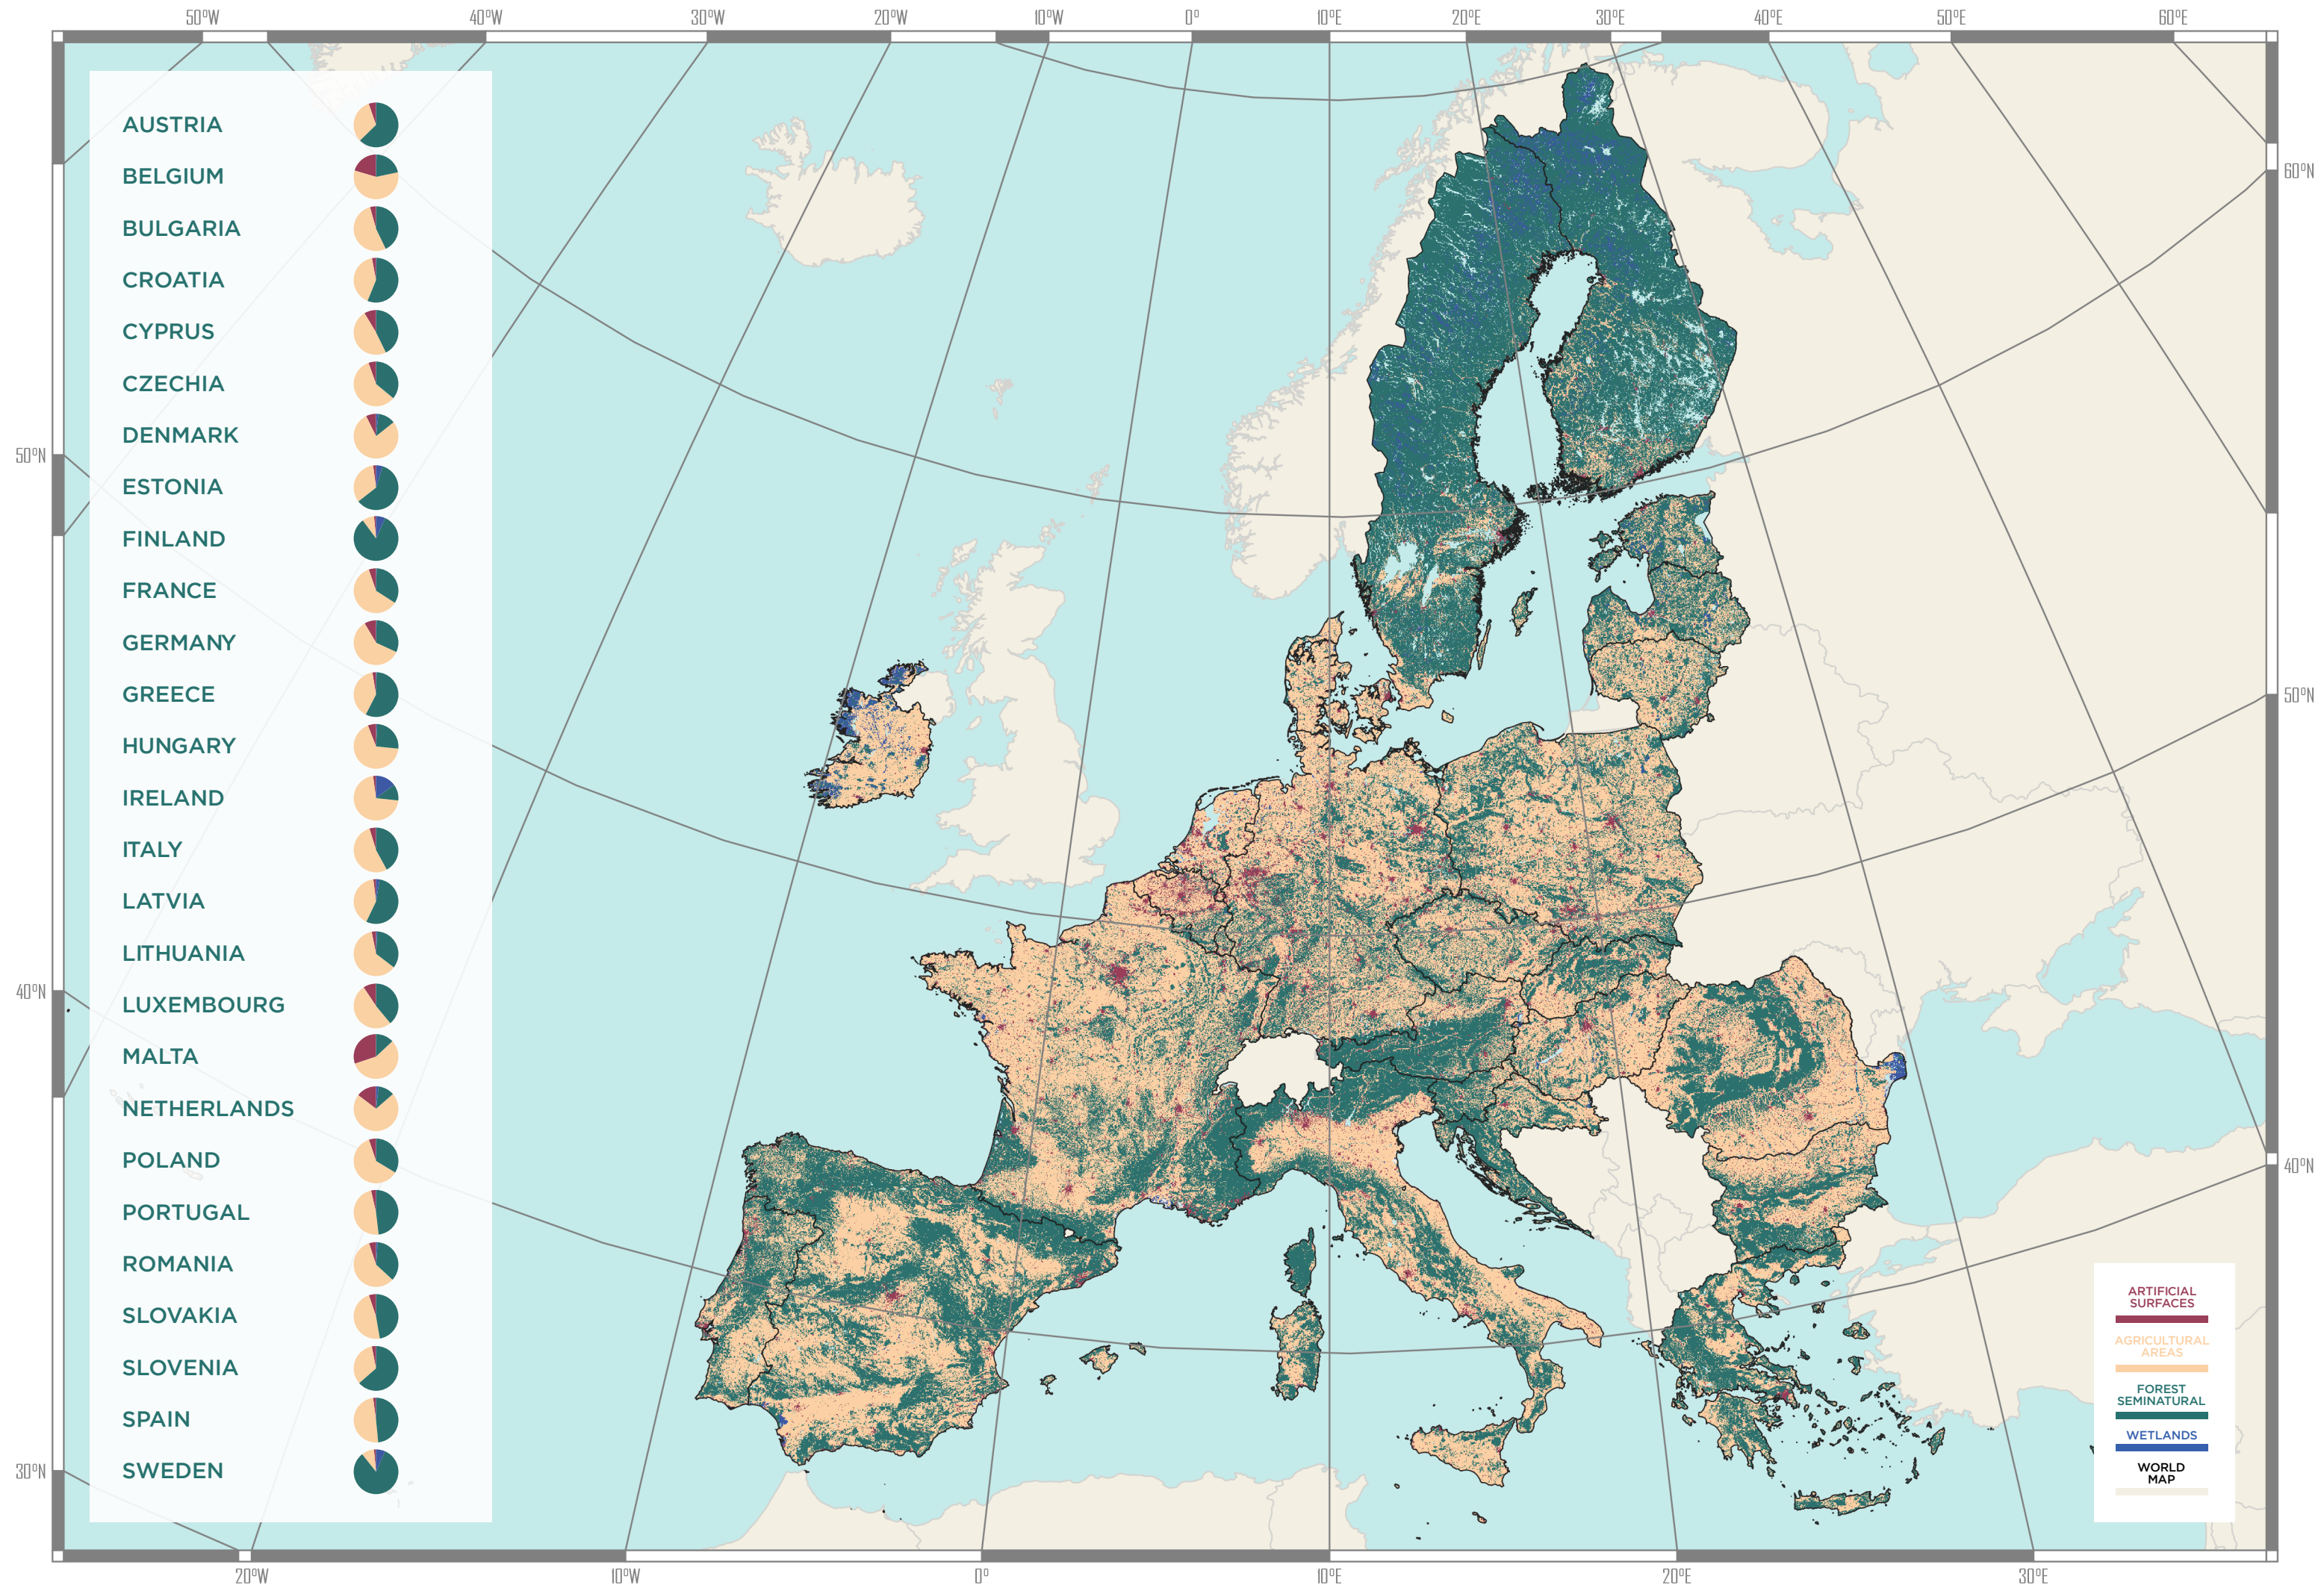 50°W 40°W 30°W 20°W 10°W 0° 10°E 20°E 30°E 40°E 50°E 60°E
AUSTRIA
BELGIUM
BULGARIA
CROATIA
CYPRUS
CZECHIA
DENMARK
ESTONIA
FINLAND
FRANCE
GERMANY
GREECE
HUNGARY
IRELAND
ITALY
LATVIA
LITHUANIA
LUXEMBOURG
MALTA
NETHERLANDS
POLAND
PORTUGAL
ROMANIA
SLOVAKIA
SLOVENIA
SPAIN
SWEDEN
50°N
40°N
30°N
60°N
50°N
40°N
ARTIFICIAL
SURFACES
AGRICULTURAL
AREAS
FOREST
SEMINATURAL
WETLANDS
WORLD
MAP
20°W 10°W 0° 10°E 20°E 30°E